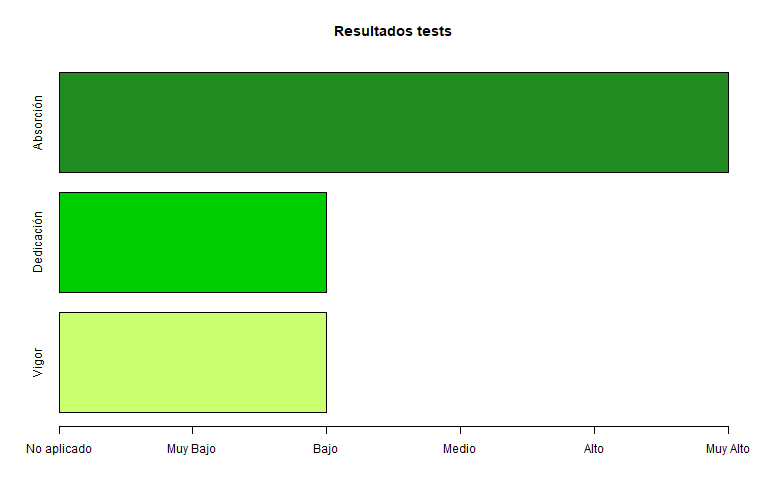 Resultados tests
Absorción
Dedicación
Vigor
No aplicado
Muy Bajo
Bajo
Medio
Alto
Muy Alto